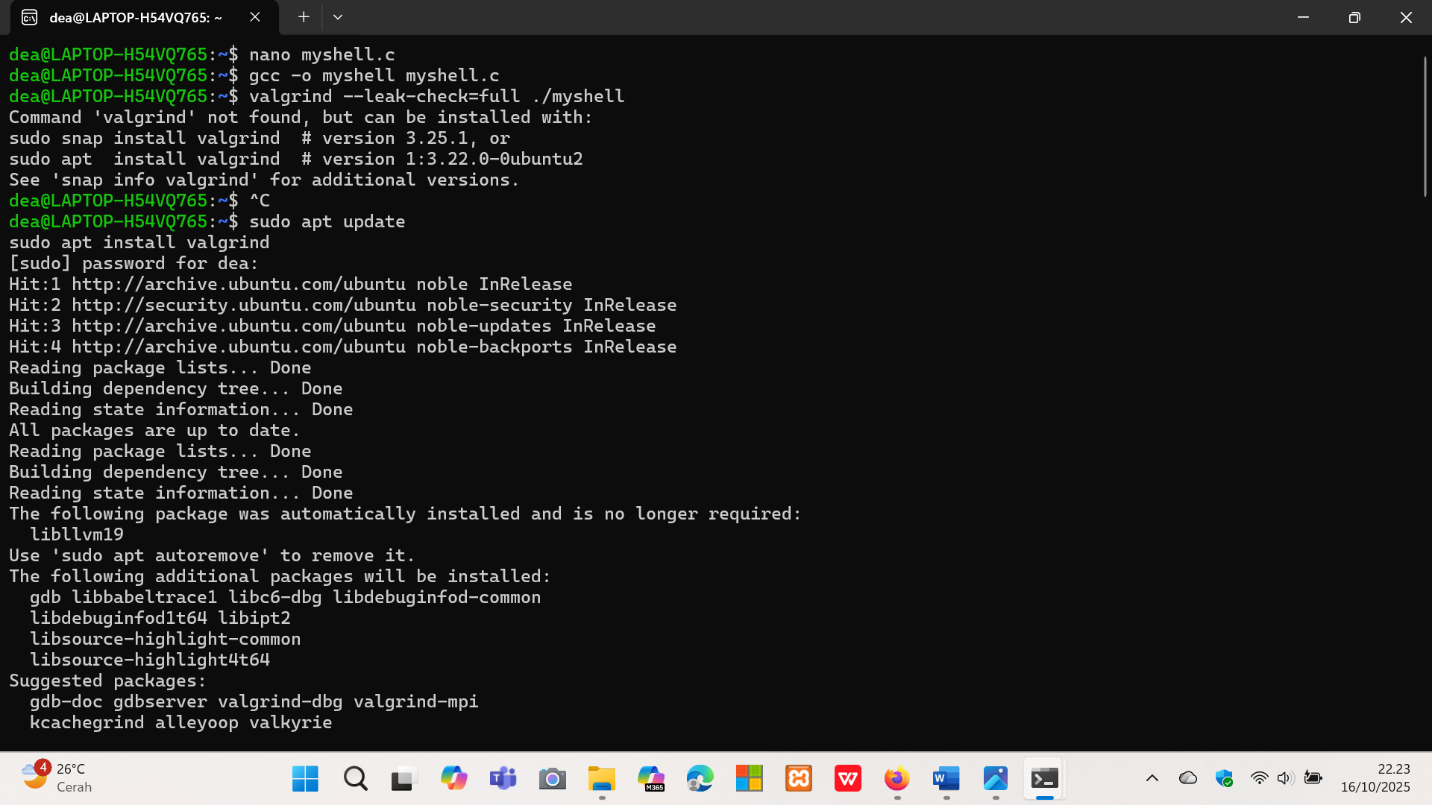 dea@LAPTOP-H54VQ765: ~
dea@LAPTOP-H54VQ765:~$ nano myshell.c
dea@LAPTOP-H54VQ765:~$ gcc -o myshell myshell.c
dea@LAPTOP-H54VQ765:~$ valgrind --leak-check=full ./myshell
Command 'valgrind' not found, but can be installed with:
sudo snap install valgrind  # version 3.25.1, or
sudo apt  install valgrind  # version 1:3.22.0-0ubuntu2
See 'snap info valgrind' for additional versions.
dea@LAPTOP-H54VQ765:~$ ^C
dea@LAPTOP-H54VQ765:~$ sudo apt update
sudo apt install valgrind
[sudo] password for dea:
Hit:1 http://archive.ubuntu.com/ubuntu noble InRelease
Hit:2 http://security.ubuntu.com/ubuntu noble-security InRelease
Hit:3 http://archive.ubuntu.com/ubuntu noble-updates InRelease
Hit:4 http://archive.ubuntu.com/ubuntu noble-backports InRelease
Reading package lists... Done
Building dependency tree... Done
Reading state information... Done
All packages are up to date.
Reading package lists... Done
Building dependency tree... Done
Reading state information... Done
The following package was automatically installed and is no longer required:
  libllvm19
Use 'sudo apt autoremove' to remove it.
The following additional packages will be installed:
  gdb libbabeltrace1 libc6-dbg libdebuginfod-common
  libdebuginfod1t64 libipt2
  libsource-highlight-common
  libsource-highlight4t64
Suggested packages:
  gdb-doc gdbserver valgrind-dbg valgrind-mpi
  kcachegrind alleyoop valkyrie
4
26°C
Cerah
M365
22.23
16/10/2025